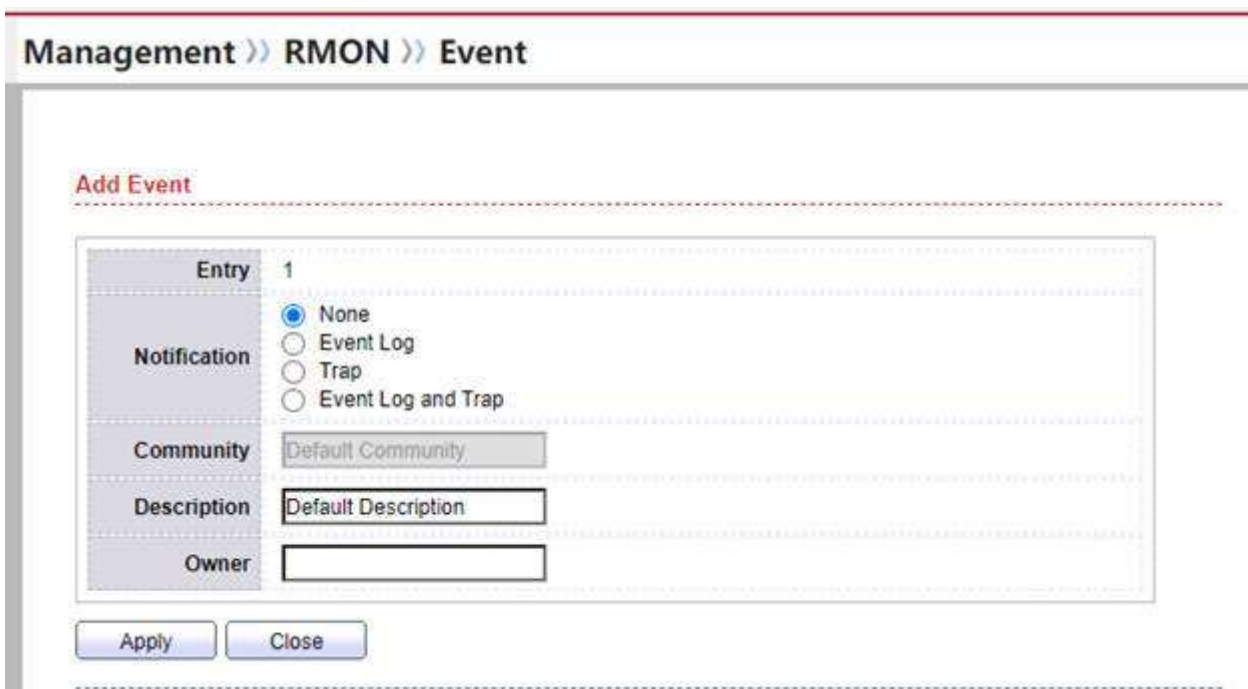 Management » RMON » Event
Add Event
Entry 1
Notification
None
Event Log
Trap
Event Log and Trap
Community Default Community
Description Default Description
Owner
Apply Close